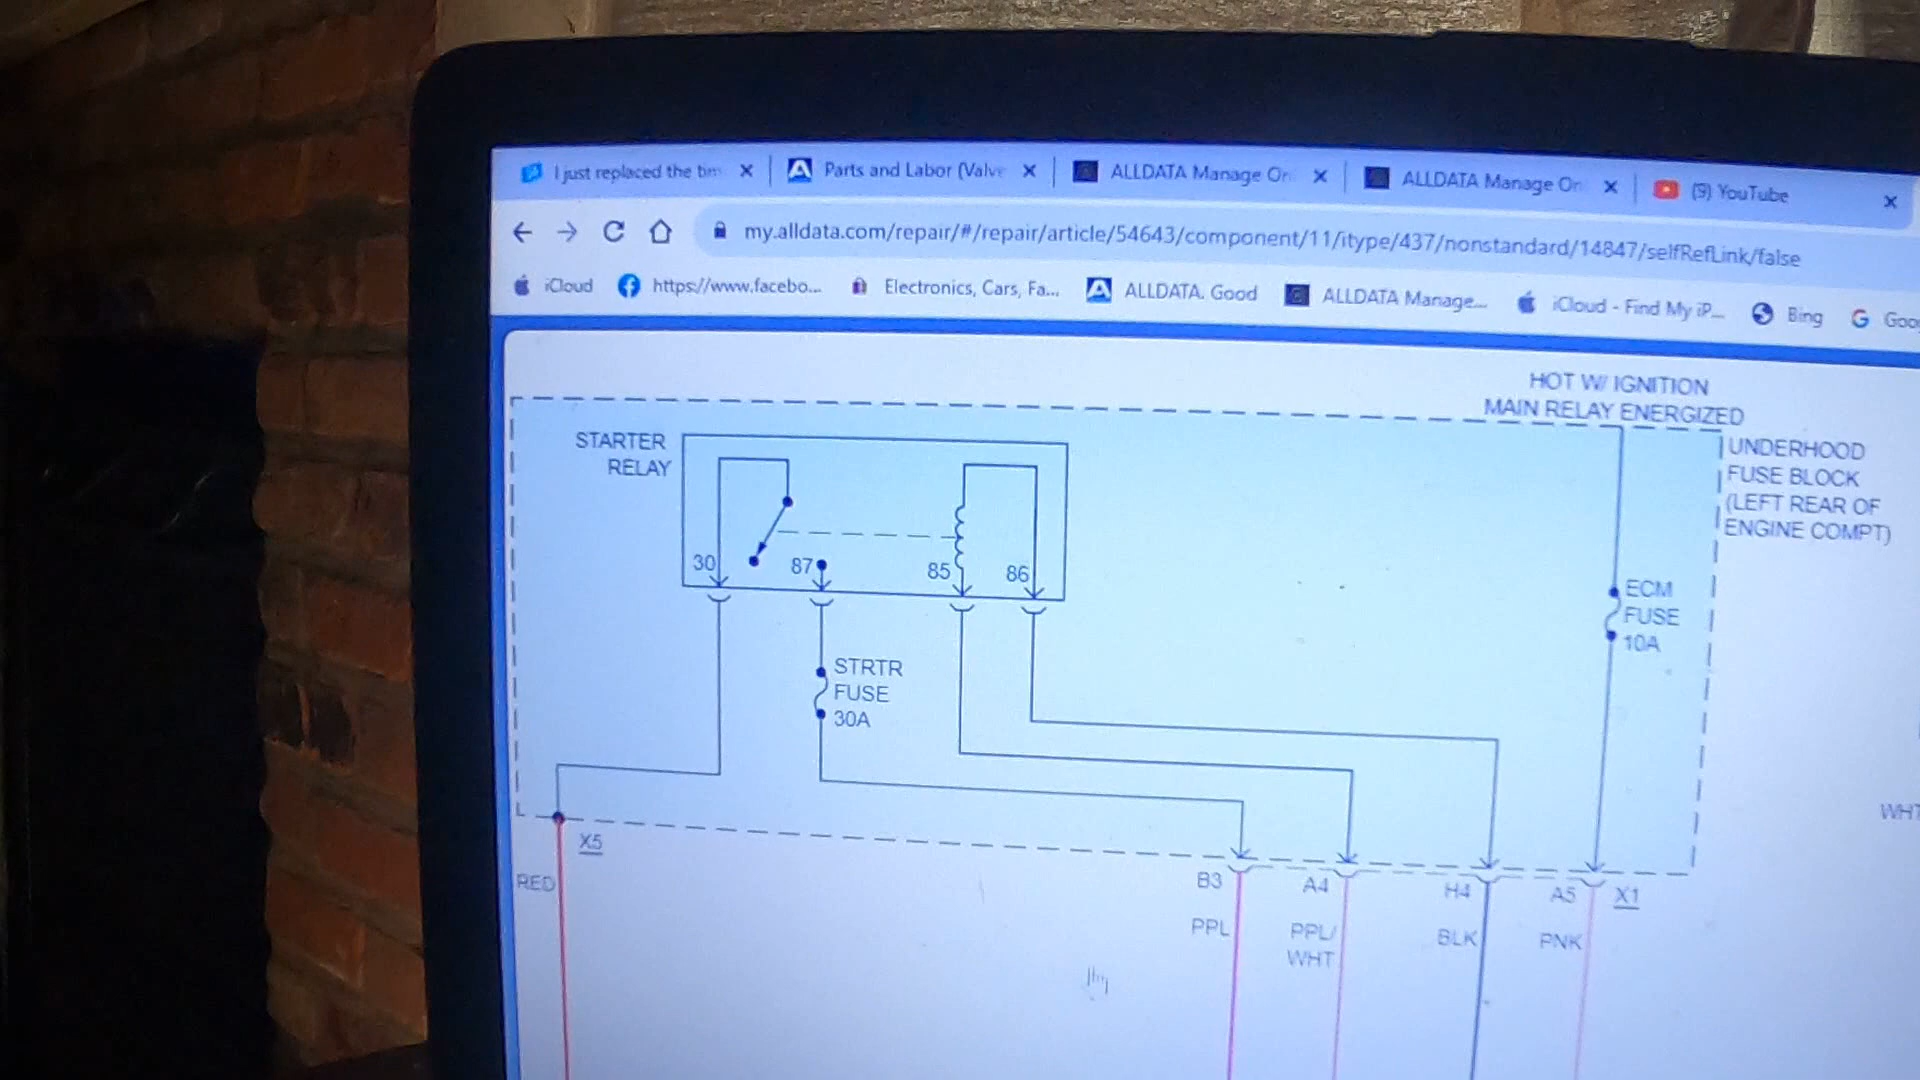 I just replaced the tim
Parts and Labor (Valve
ALLDATA Manage On
ALLDATA Manage On
(9) YouTube
my.alldata.com/repair/#/repair/article/54643/component/11/itype/437/nonstandard/14847/selfRefLink/false
iCloud
https://www.facebo...
Electronics, Cars, Fa...
ALLDATA. Good
ALLDATA Manage...
iCloud - Find My iP...
Bing
Goo
HOT W/ IGNITION
MAIN RELAY ENERGIZED
STARTER
RELAY
UNDERHOOD
FUSE BLOCK
(LEFT REAR OF
ENGINE COMPT)
30
87
85
86
ECM
FUSE
10A
STRTR
FUSE
30A
WHT
X5
RED
B3
A4
H4
A5
X1
PPL
PPL/
WHT
BLK
PNK